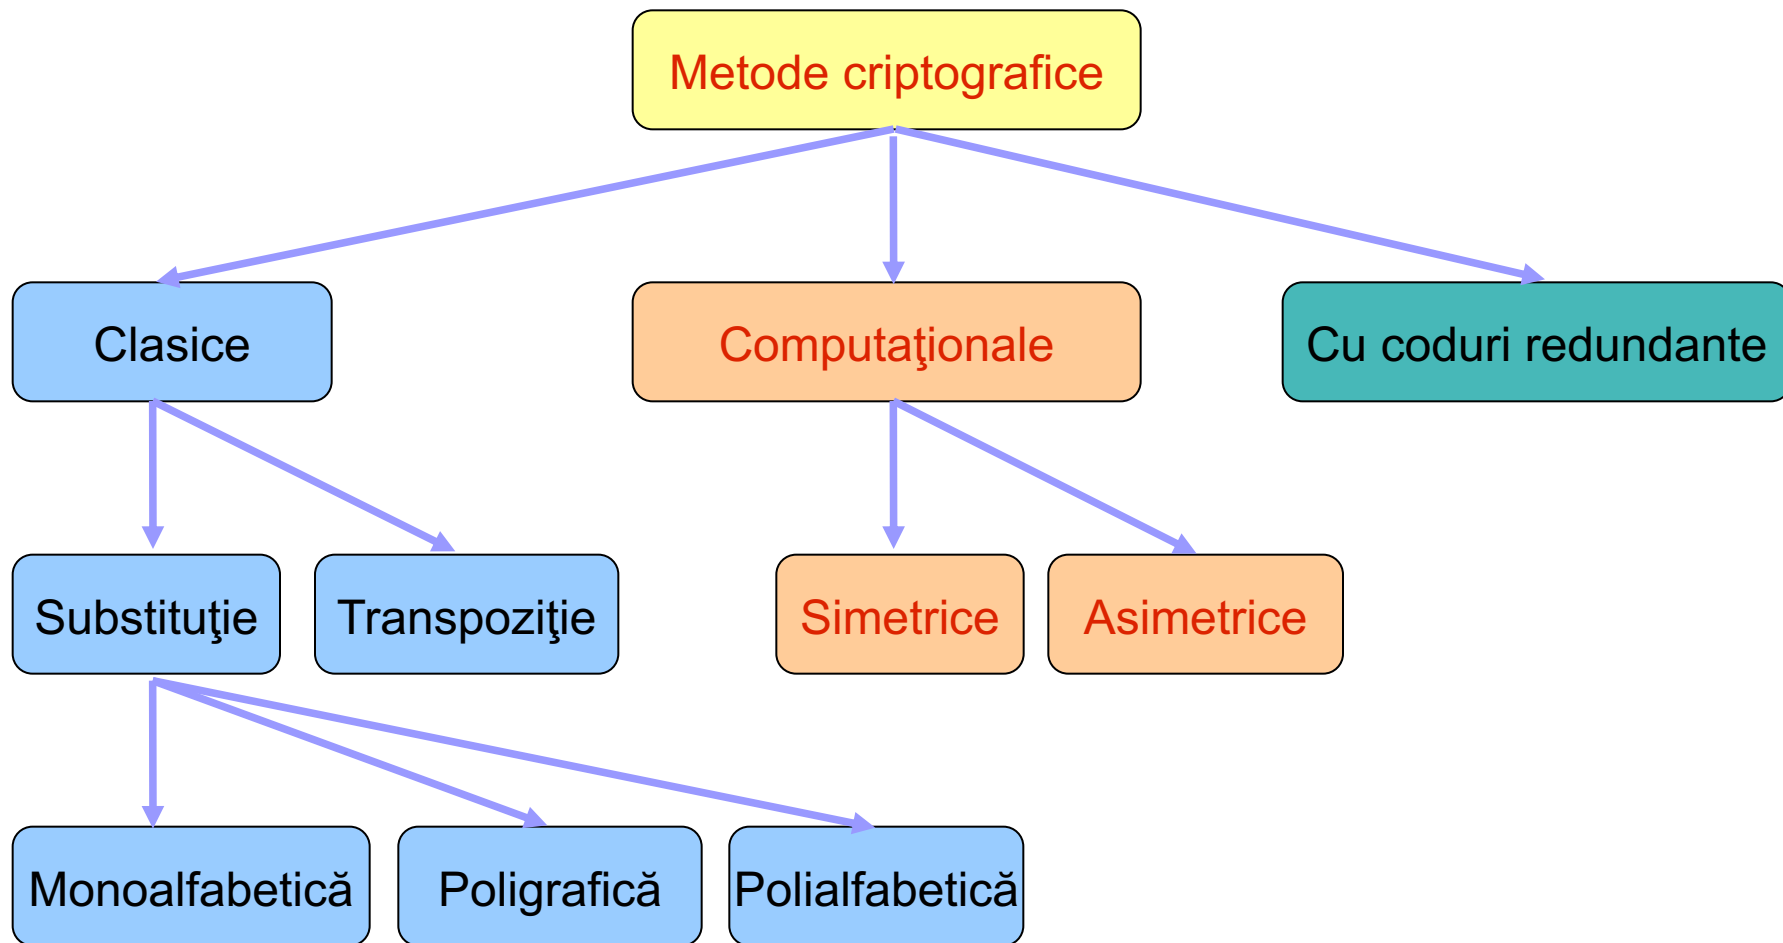 Metode criptografice
Clasice
Computaţionale
Cu coduri redundante
Substituţie
Transpoziţie
Simetrice
Asimetrice
Monoalfabetică
Poligrafică
Polialfabetică